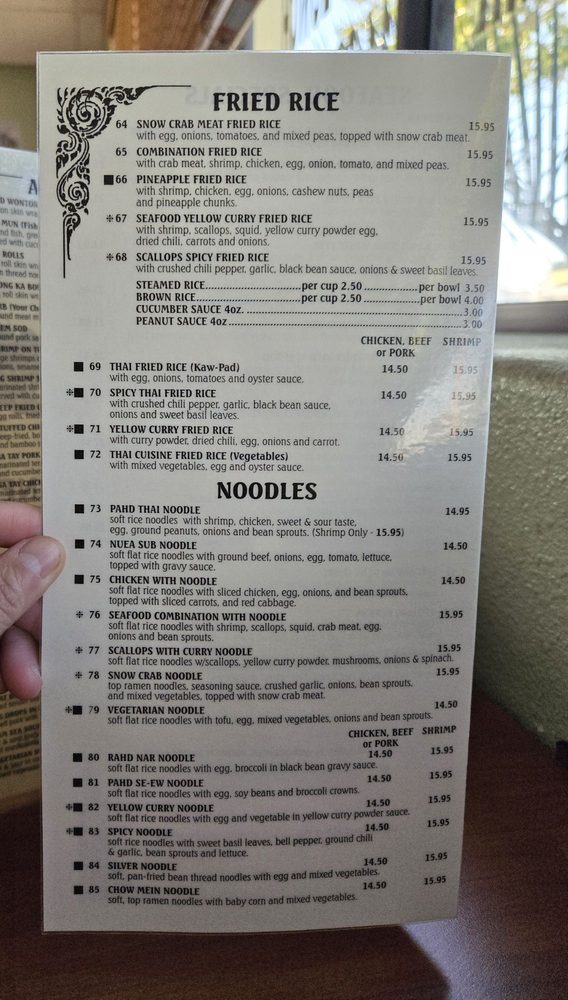 FRIED RICE
64 SNOW CRAB MEAT FRIED RICE 15.95
with egg, onions, tomatoes, and mixed peas, topped with snow crab meat.
65 COMBINATION FRIED RICE 15.95
with crab meat, shrimp, chicken, egg, onion, tomato, and mixed peas.
■66 PINEAPPLE FRIED RICE 15.95
with shrimp, chicken, egg, onions, cashew nuts, peas
and pineapple chunks.
❉67 SEAFOOD YELLOW CURRY FRIED RICE 15.95
with shrimp, scallops, squid, yellow curry powder egg,
dried chili, carrots and onions.
❉68 SCALLOPS SPICY FRIED RICE 15.95
with crushed chili pepper, garlic, black bean sauce, onions & sweet basil leaves.
STEAMED RICE..........................per cup 2.50 ...............per bowl 3.50
BROWN RICE............................per cup 2.50 ...............per bowl 4.00
CUCUMBER SAUCE 4oz. ..........................................................3.00
PEANUT SAUCE 4oz ..............................................................3.00
CHICKEN, BEEF SHRIMP
or PORK
■ 69 THAI FRIED RICE (Kaw-Pad) 14.50 15.95
with egg, onions, tomatoes and oyster sauce.
❉■ 70 SPICY THAI FRIED RICE 14.50 15.95
with crushed chili pepper, garlic, black bean sauce,
onions and sweet basil leaves.
❉■ 71 YELLOW CURRY FRIED RICE 14.50 15.95
with curry powder, dried chili, egg, onions and carrot.
■ 72 THAI CUISINE FRIED RICE (Vegetables) 14.50 15.95
with mixed vegetables, egg and oyster sauce.
NOODLES
■ 73 PAHD THAI NOODLE 14.95
soft rice noodles with shrimp, chicken, sweet & sour taste,
egg, ground peanuts, onions and bean sprouts. (Shrimp Only - 15.95)
■ 74 NUEA SUB NOODLE 14.50
soft flat rice noodles with ground beef, onions, egg, tomato, lettuce,
topped with gravy sauce.
■ 75 CHICKEN WITH NOODLE 14.50
soft flat rice noodles with sliced chicken, egg, onions, and bean sprouts,
topped with sliced carrots, and red cabbage.
❉ 76 SEAFOOD COMBINATION WITH NOODLE 15.95
soft flat rice noodles with shrimp, scallops, squid, crab meat, egg,
onions and bean sprouts.
❉ 77 SCALLOPS WITH CURRY NOODLE 15.95
soft flat rice noodles w/scallops, yellow curry powder, mushrooms, onions & spinach.
❉ 78 SNOW CRAB NOODLE 15.95
top ramen noodles, seasoning sauce, crushed garlic, onions, bean sprouts,
and mixed vegetables, topped with snow crab meat.
❉■ 79 VEGETARIAN NOODLE 14.50
soft flat rice noodles with tofu, egg, mixed vegetables, onions and bean sprouts.
CHICKEN, BEEF SHRIMP
or PORK
■ 80 RAHD NAR NOODLE 14.50 15.95
soft flat rice noodles with egg, broccoli in black bean gravy sauce.
■ 81 PAHD SE-EW NOODLE 14.50 15.95
soft flat rice noodles with egg, soy beans and broccoli crowns.
❉■ 82 YELLOW CURRY NOODLE 14.50 15.95
soft flat rice noodles with egg and vegetable in yellow curry powder sauce.
❉■ 83 SPICY NOODLE 14.50 15.95
soft rice noodles with sweet basil leaves, bell pepper, ground chili
& garlic, bean sprouts and lettuce.
■ 84 SILVER NOODLE 14.50 15.95
soft, pan-fried bean thread noodles with egg and mixed vegetables.
■ 85 CHOW MEIN NOODLE 14.50 15.95
soft, top ramen noodles with baby corn and mixed vegetables.